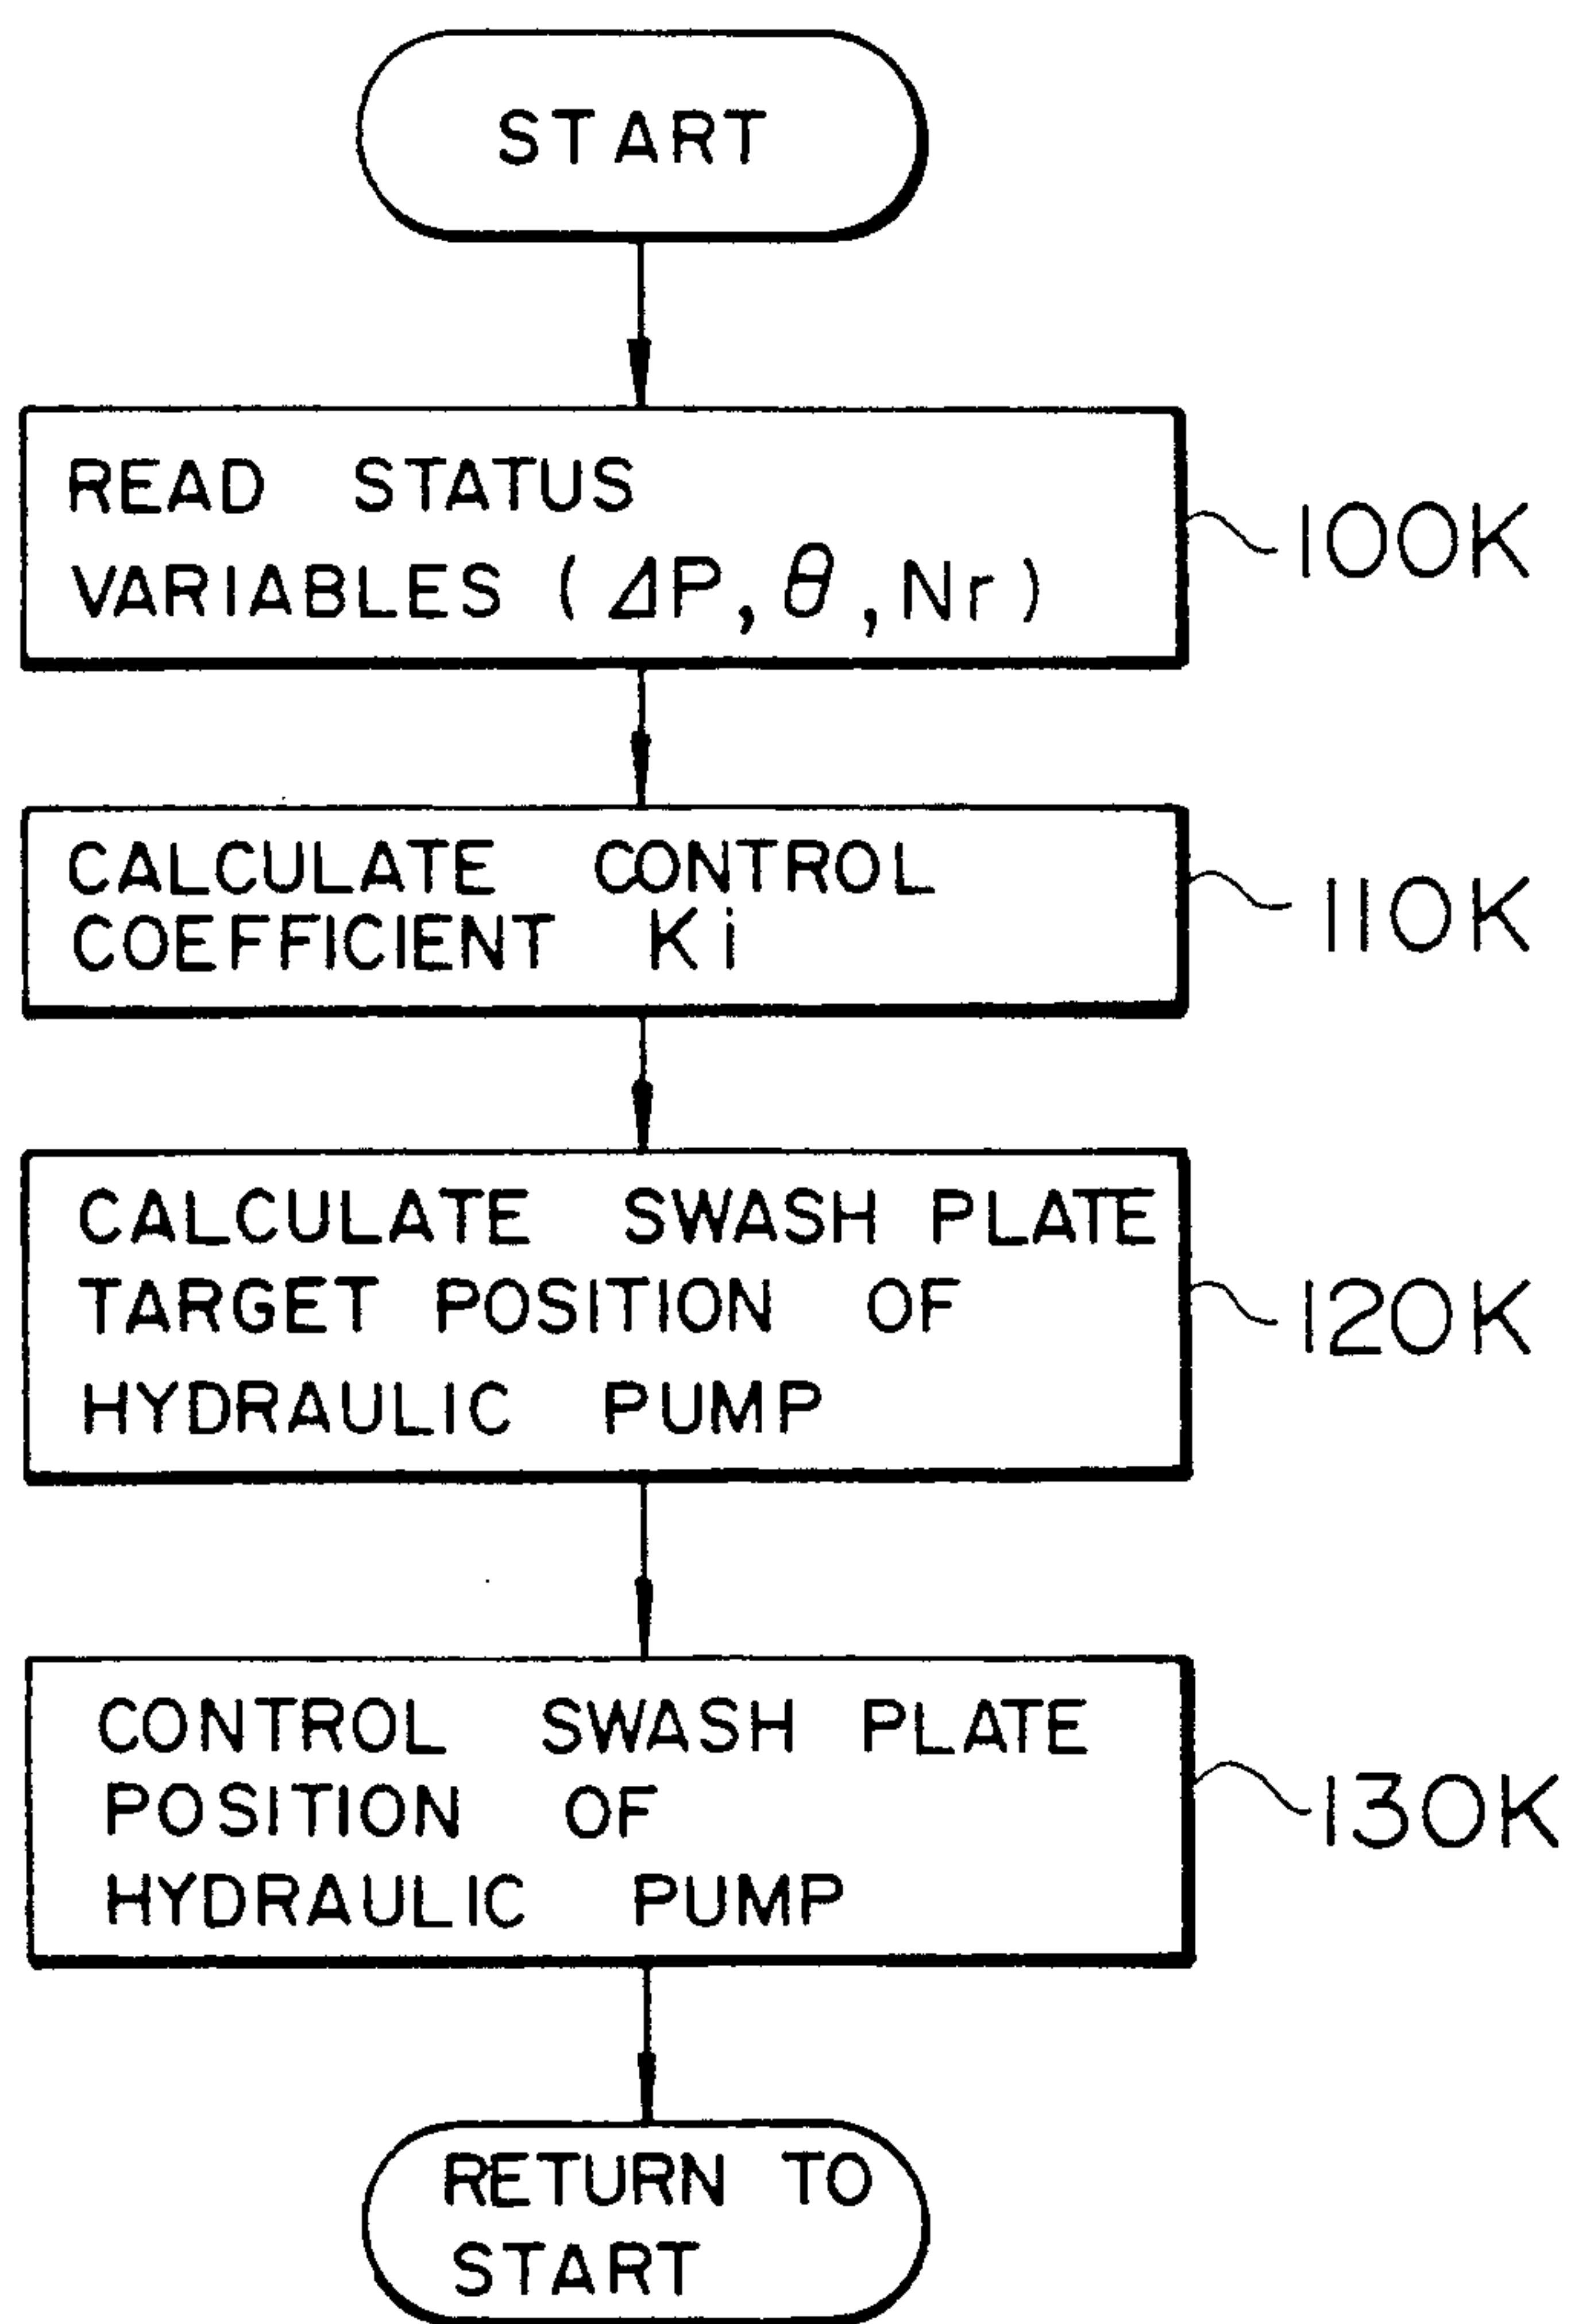 START
READ STATUS
VARIABLES (ΔP, θ, Nr)
100K
CALCULATE CONTROL
COEFFICIENT Ki
110K
CALCULATE SWASH PLATE
TARGET POSITION OF
HYDRAULIC PUMP
120K
CONTROL SWASH PLATE
POSITION OF
HYDRAULIC PUMP
130K
RETURN TO
START